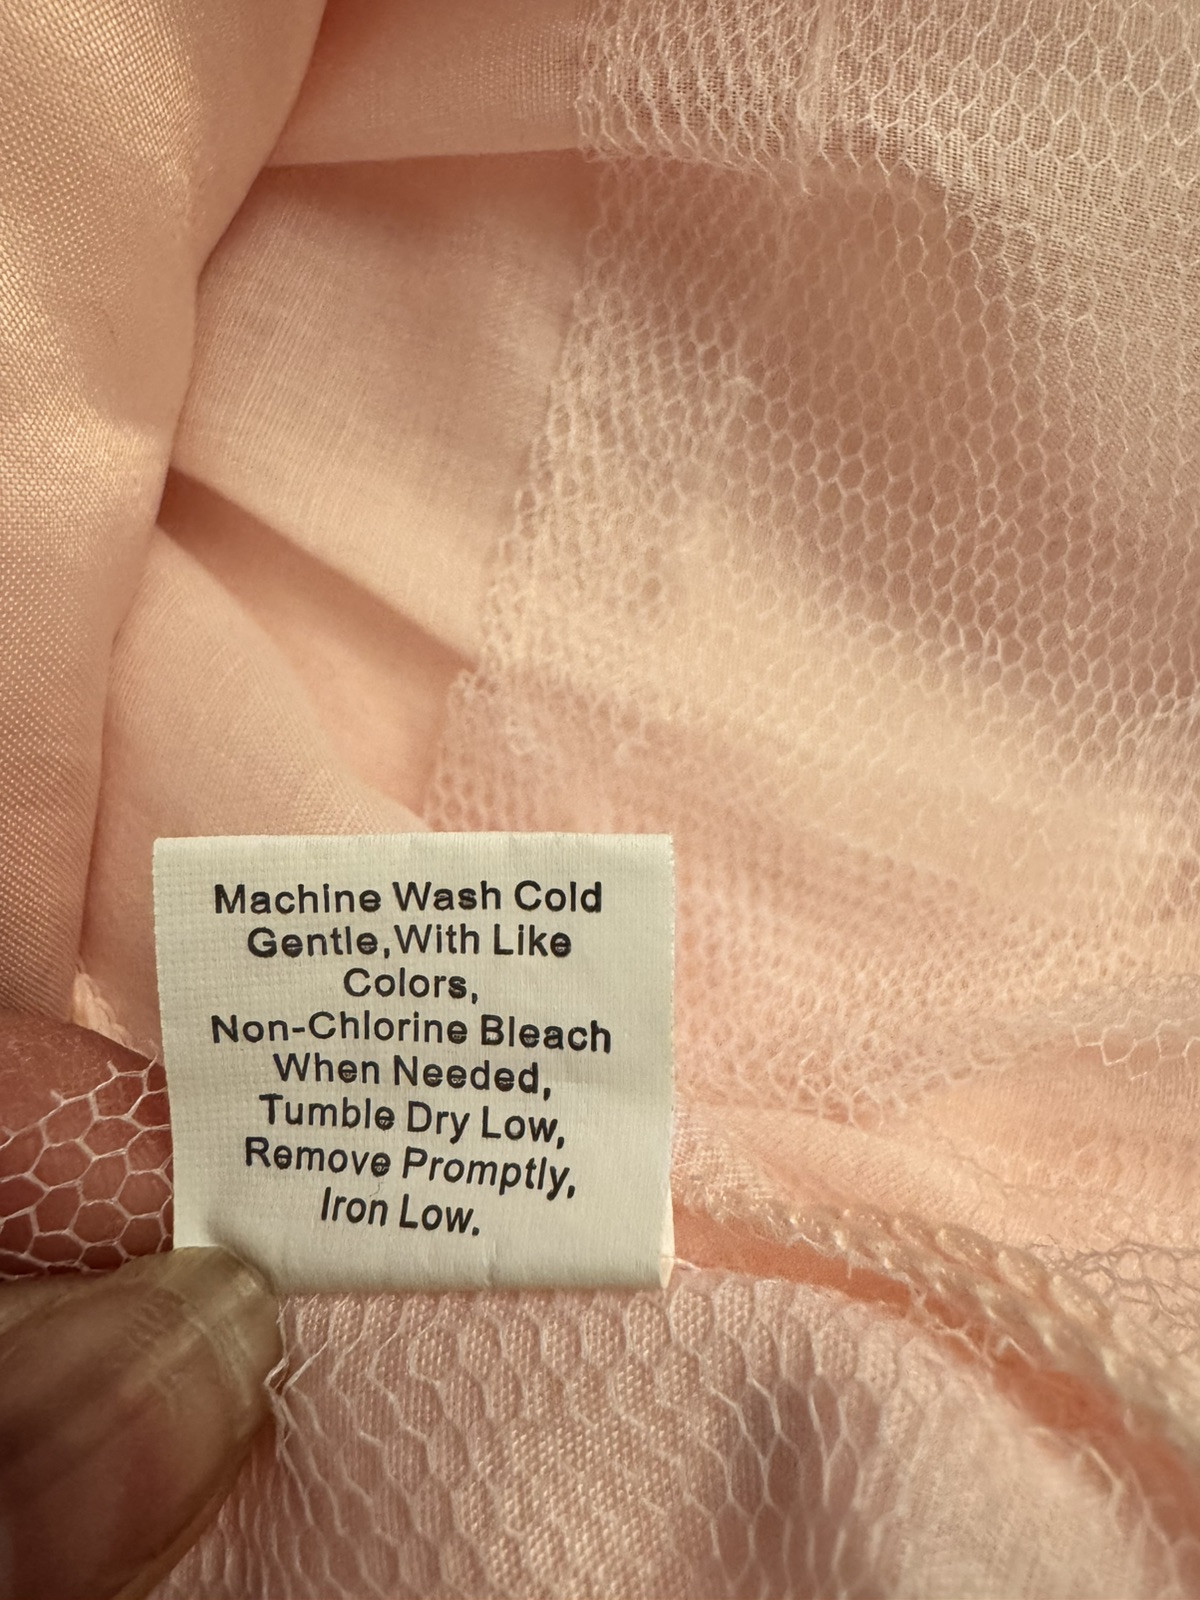 Machine Wash Cold
Gentle,With Like
Colors,
Non-Chlorine Bleach
When Needed,
Tumble Dry Low,
Remove Promptly,
Iron Low.